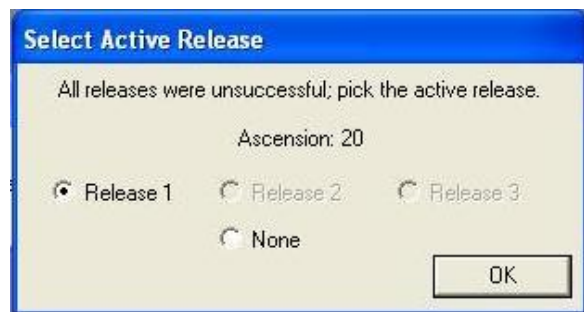 Select Active Release
All releases were unsuccessful; pick the active release.
Ascension: 20
Release 1 Release 2 Release 3
None
OK